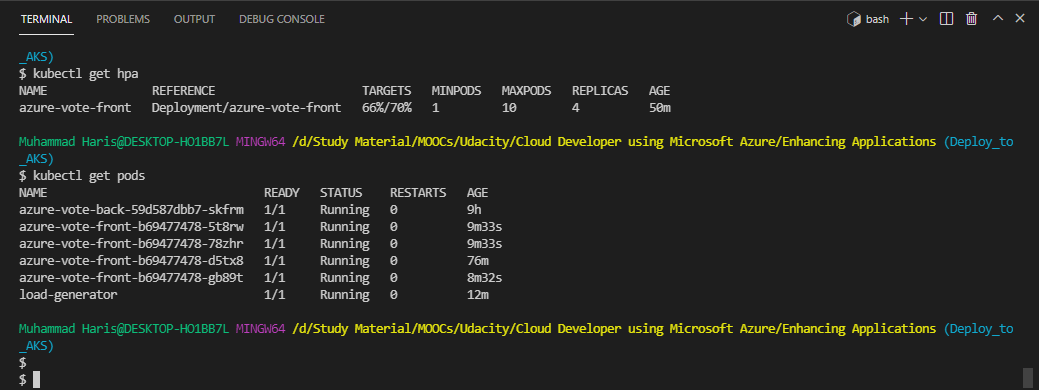 TERMINAL PROBLEMS OUTPUT DEBUG CONSOLE bash
_AKS)
$ kubectl get hpa
NAME REFERENCE TARGETS MINPODS MAXPODS REPLICAS AGE
azure-vote-front Deployment/azure-vote-front 66%/70% 1 10 4 50m
Muhammad Haris@DESKTOP-HO1BB7L MINGW64 /d/Study Material/MOOCs/Udacity/Cloud Developer using Microsoft Azure/Enhancing Applications (Deploy_to
_AKS)
$ kubectl get pods
NAME READY STATUS RESTARTS AGE
azure-vote-back-59d587dbb7-skfrm 1/1 Running 0 9h
azure-vote-front-b69477478-5t8rw 1/1 Running 0 9m33s
azure-vote-front-b69477478-78zhr 1/1 Running 0 9m33s
azure-vote-front-b69477478-d5tx8 1/1 Running 0 76m
azure-vote-front-b69477478-gb89t 1/1 Running 0 8m32s
load-generator 1/1 Running 0 12m
Muhammad Haris@DESKTOP-HO1BB7L MINGW64 /d/Study Material/MOOCs/Udacity/Cloud Developer using Microsoft Azure/Enhancing Applications (Deploy_to
_AKS)
$
$